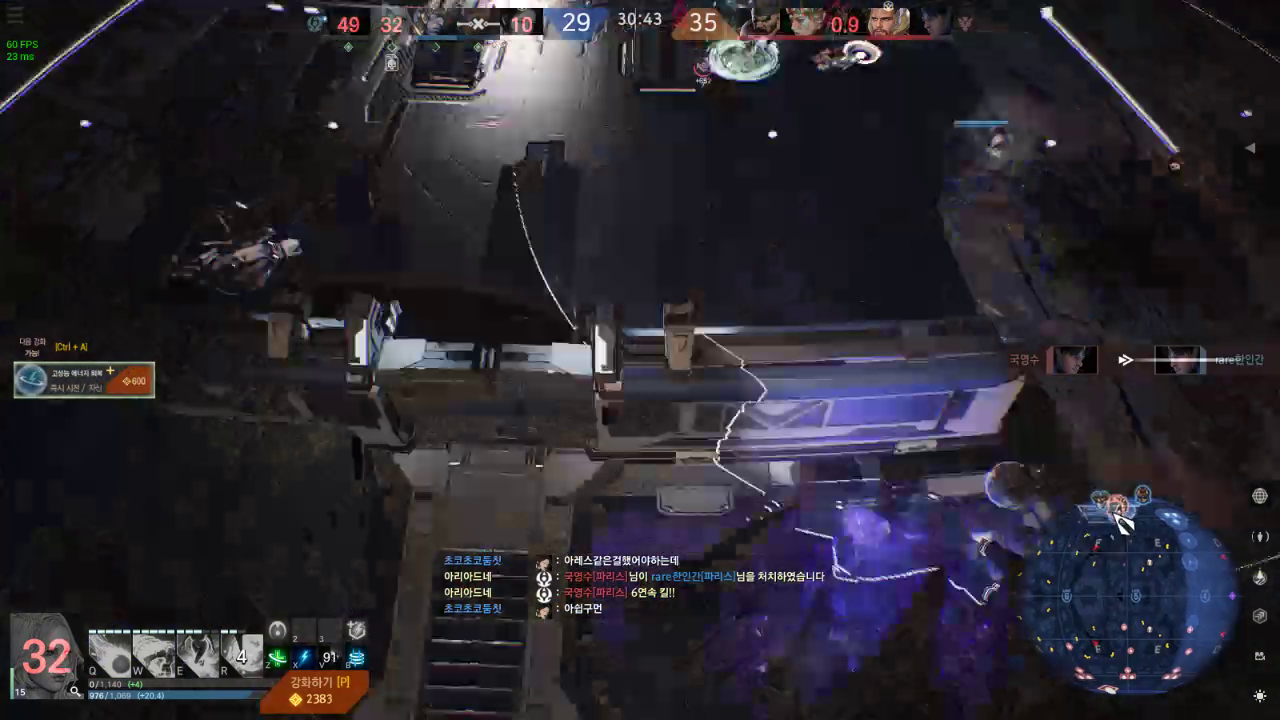 49 32 10 29 30:43 35 0.9
60 FPS
23 ms
다음 강화
가능!
[Ctrl + A]
고성능 에너지 회복
즉시 시전 / 자신
600
국영수
rare한인간
초코초코둠칫 : 아레스같은걸했어야하는데
아리아드네 : 국영수[파리스]님이 rare한인간[파리스]님을 처치하였습니다
아리아드네 : 국영수[파리스] 6연속 킬!!
초코초코둠칫 : 아쉽구먼
32
15
Q W E R
4
2 3
Z X V B
91
0/1,140 (+4)
976/1,069 (+20,4)
강화하기 [P]
2383